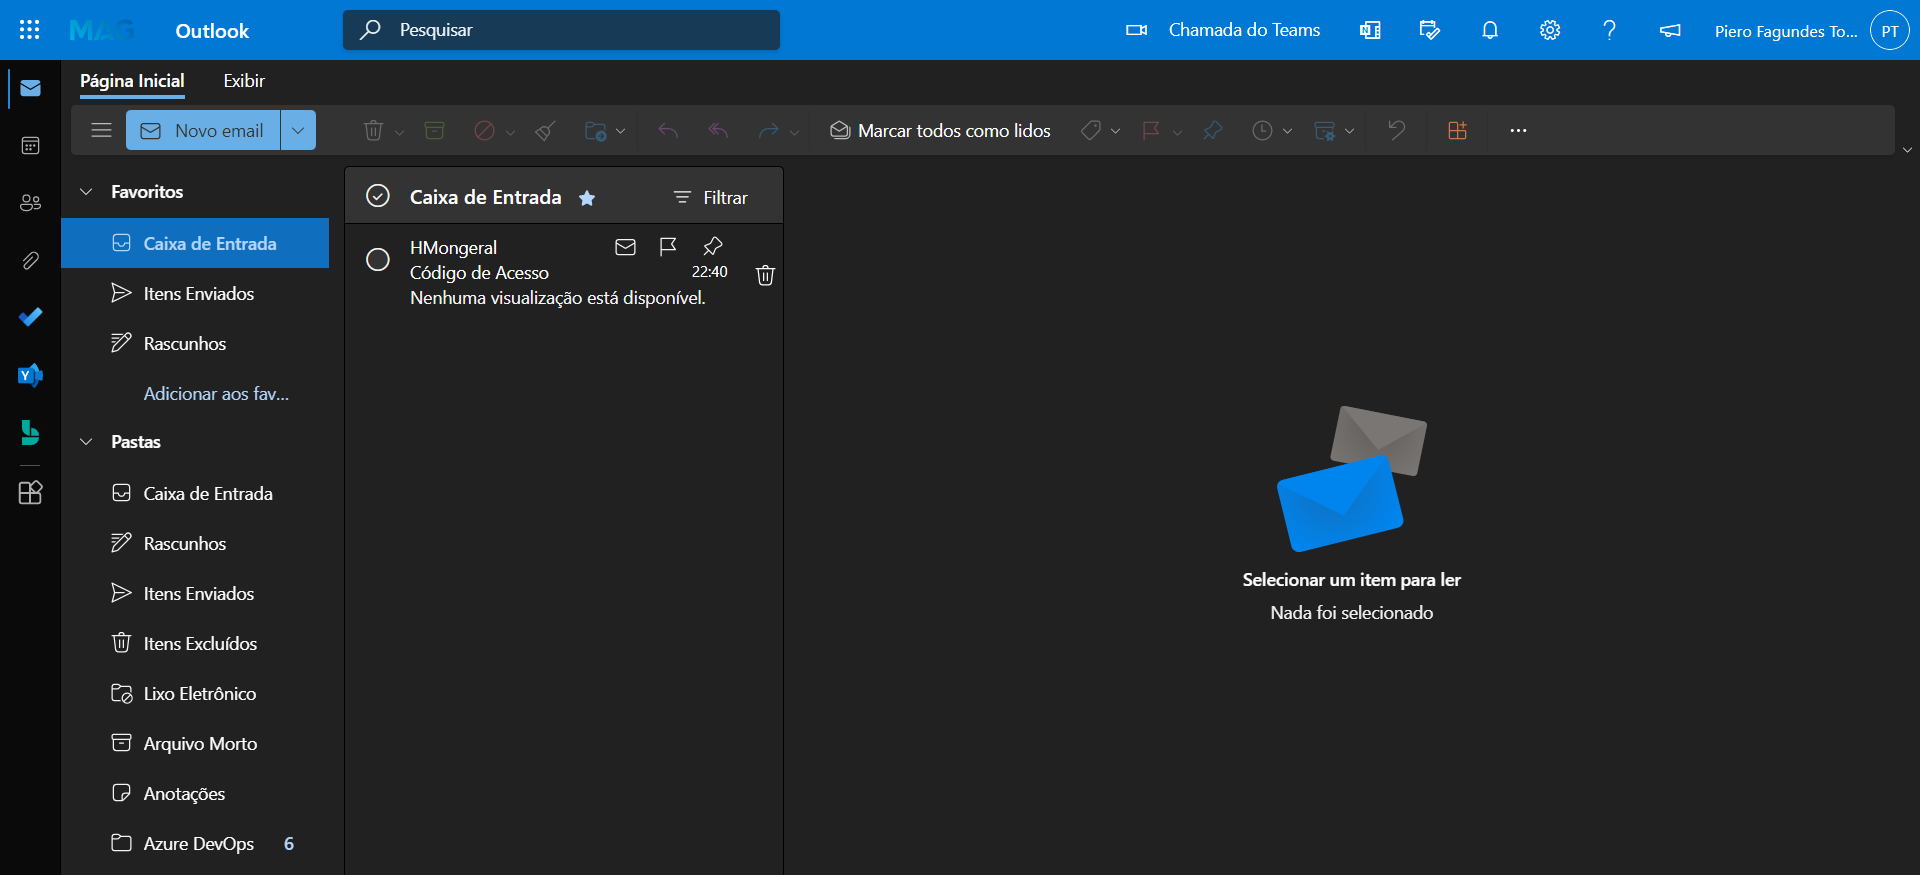 MAG
Outlook
Pesquisar
Chamada do Teams
Piero Fagundes To...
PT
Página Inicial
Exibir
Novo email
Marcar todos como lidos
Favoritos
Caixa de Entrada
Itens Enviados
Rascunhos
Adicionar aos fav...
Pastas
Caixa de Entrada
Rascunhos
Itens Enviados
Itens Excluídos
Lixo Eletrônico
Arquivo Morto
Anotações
Azure DevOps 6
Caixa de Entrada
Filtrar
HMongeral
Código de Acesso 22:40
Nenhuma visualização está disponível.
Selecionar um item para ler
Nada foi selecionado